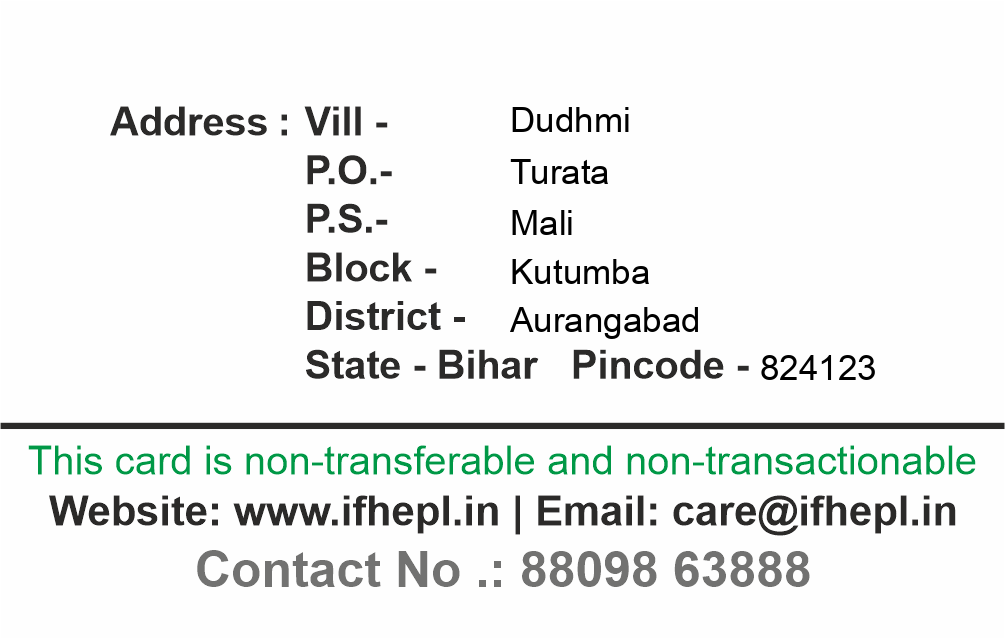 Address : Vill - Dudhmi
P.O.- Turata
P.S.- Mali
Block - Kutumba
District - Aurangabad
State - Bihar Pincode - 824123
This card is non-transferable and non-transactionable
Website: www.ifhepl.in | Email: care@ifhepl.in
Contact No .: 88098 63888